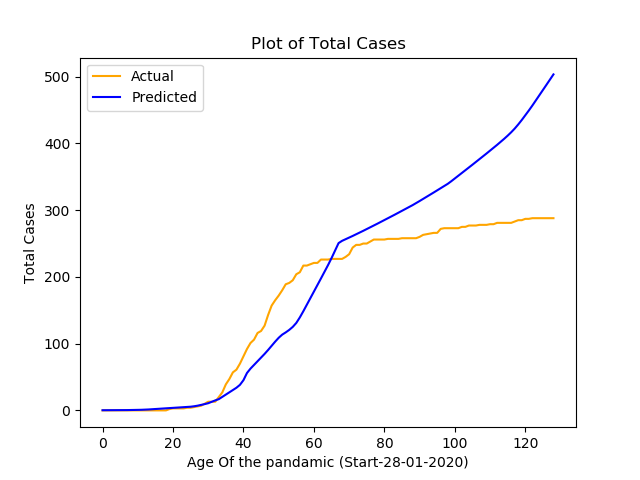 Plot of Total Cases
Actual
Predicted
500
400
300
200
100
0
Total Cases
0 20 40 60 80 100 120
Age Of the pandamic (Start-28-01-2020)